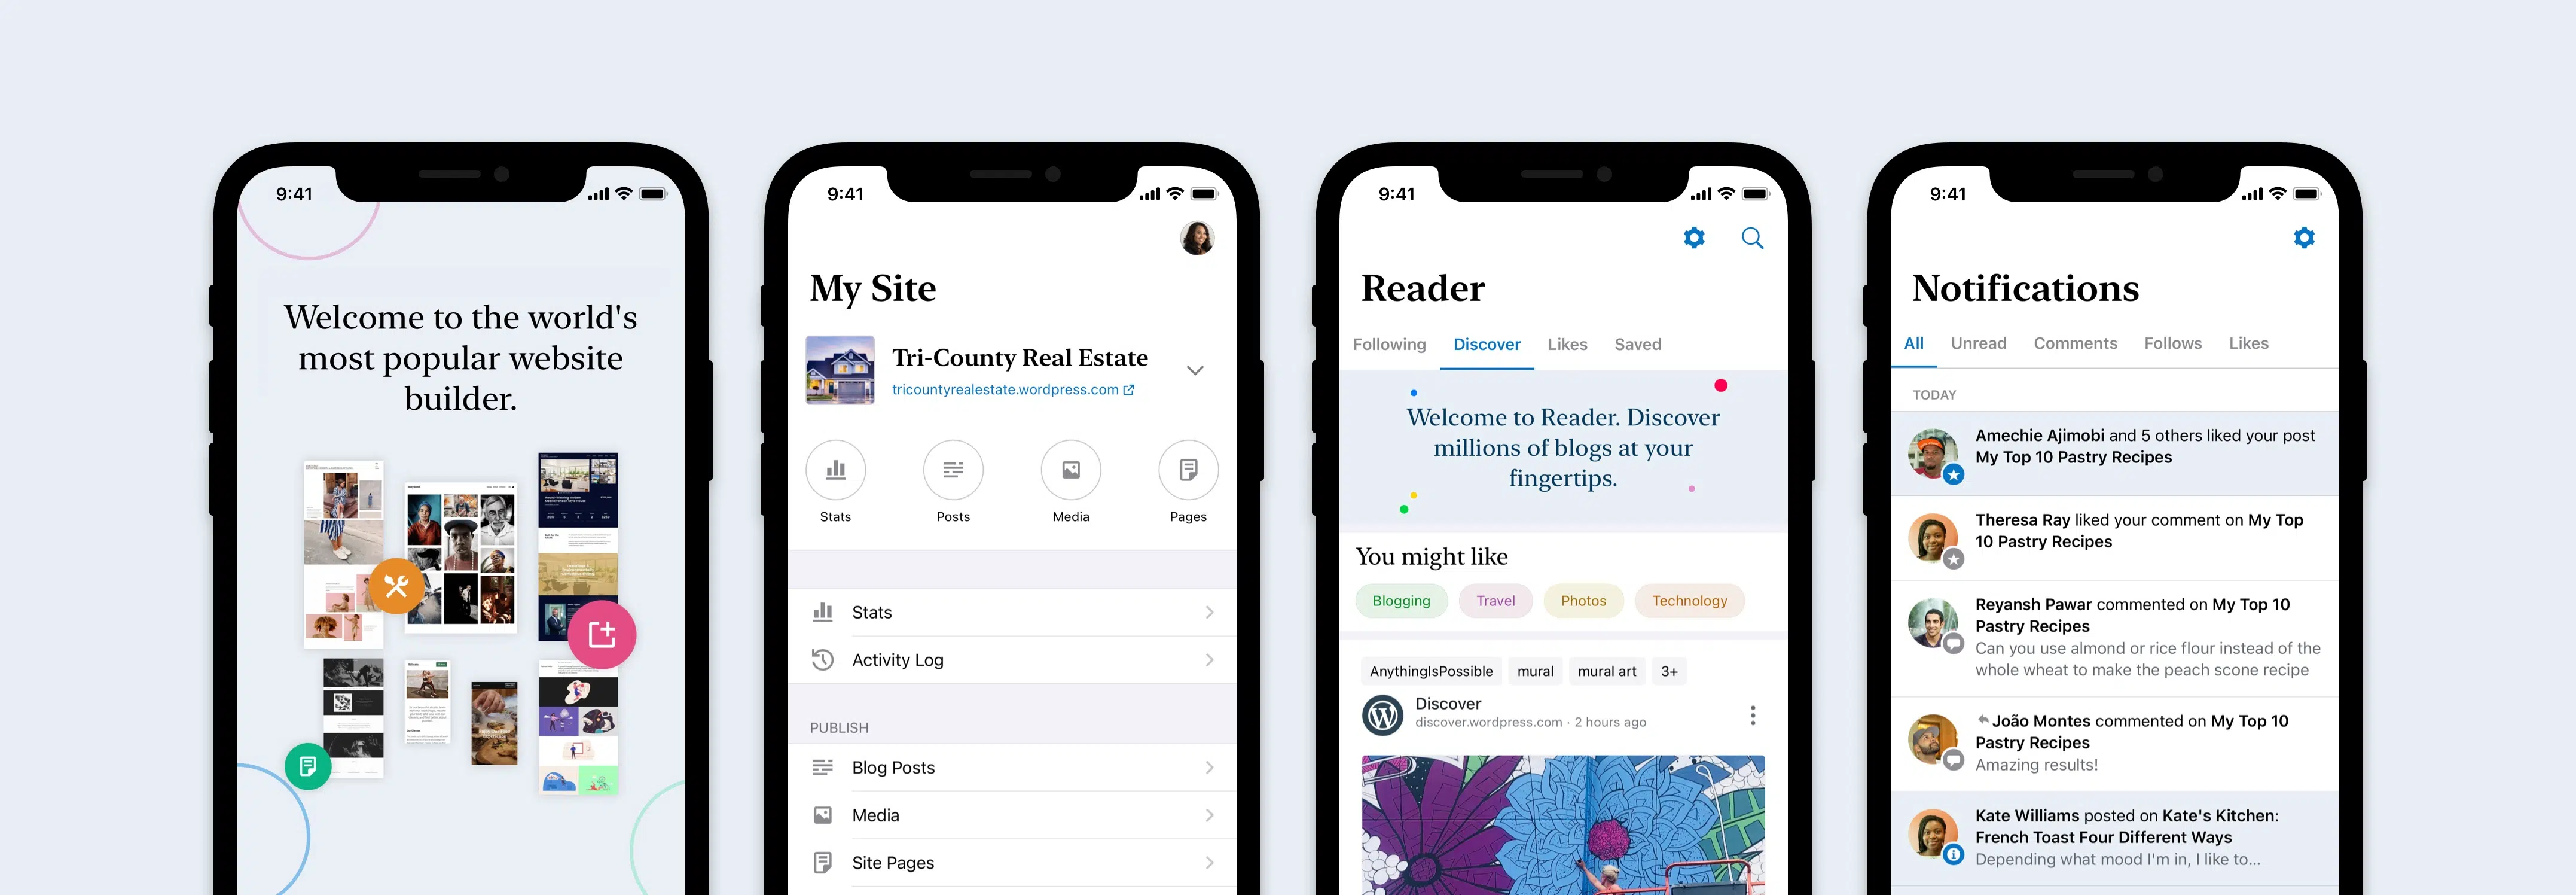 9:41
Welcome to the world's
most popular website
builder.
9:41
My Site
Tri-County Real Estate
tricountyrealestate.wordpress.com
Stats
Posts
Media
Pages
Stats
Activity Log
PUBLISH
Blog Posts
Media
Site Pages
9:41
Reader
Following
Discover
Likes
Saved
Welcome to Reader. Discover
millions of blogs at your
fingertips.
You might like
Blogging
Travel
Photos
Technology
AnythingIsPossible
mural
mural art
3+
Discover
discover.wordpress.com · 2 hours ago
9:41
Notifications
All
Unread
Comments
Follows
Likes
TODAY
Amechie Ajimobi and 5 others liked your post
My Top 10 Pastry Recipes
Theresa Ray liked your comment on My Top
10 Pastry Recipes
Reyansh Pawar commented on My Top 10
Pastry Recipes
Can you use almond or rice flour instead of the
whole wheat to make the peach scone recipe
João Montes commented on My Top 10
Pastry Recipes
Amazing results!
Kate Williams posted on Kate's Kitchen:
French Toast Four Different Ways
Depending what mood I'm in, I like to...